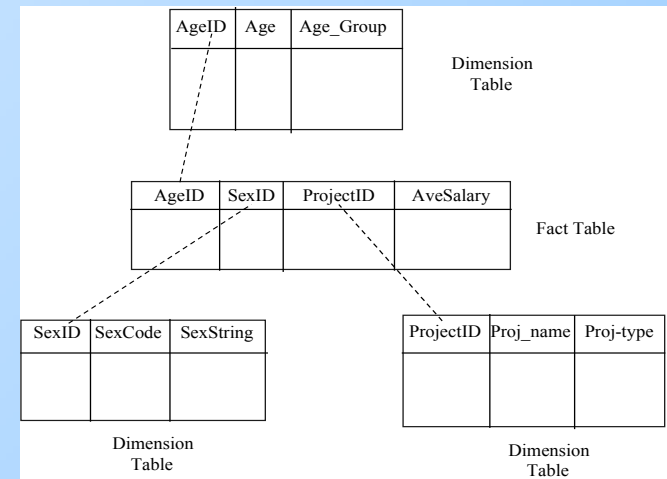 AgeID Age Age_Group
Dimension
Table
AgeID SexID ProjectID AveSalary
Fact Table
SexID SexCode SexString
ProjectID Proj_name Proj-type
Dimension
Table
Dimension
Table